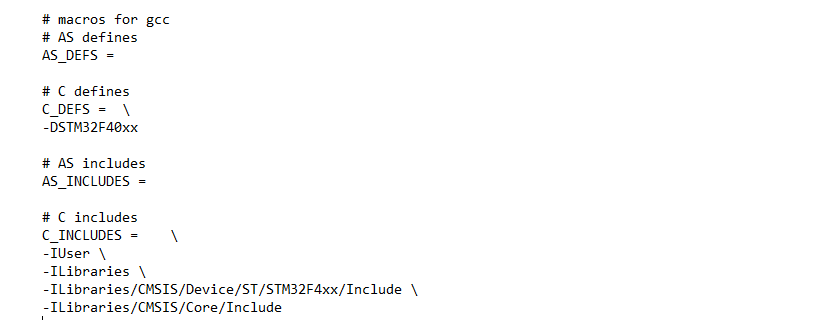 # macros for gcc
# AS defines
AS_DEFS =
# C defines
C_DEFS =  \
-DSTM32F40xx
# AS includes
AS_INCLUDES =
# C includes
C_INCLUDES =    \
-IUser \
-ILibraries \
-ILibraries/CMSIS/Device/ST/STM32F4xx/Include \
-ILibraries/CMSIS/Core/Include